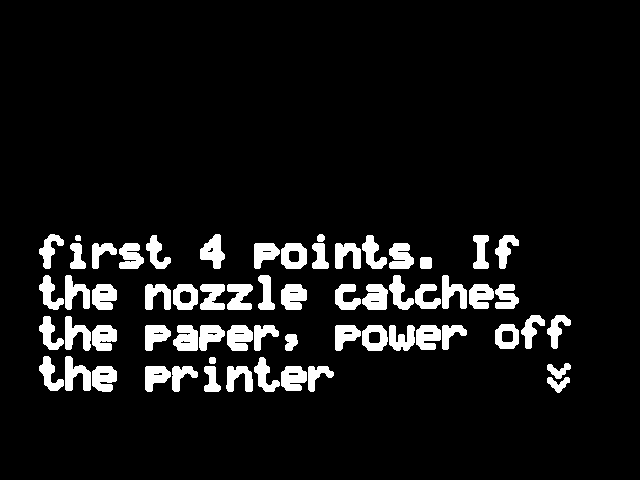 first 4 points. If
the nozzle catches
the paper, power off
the printer